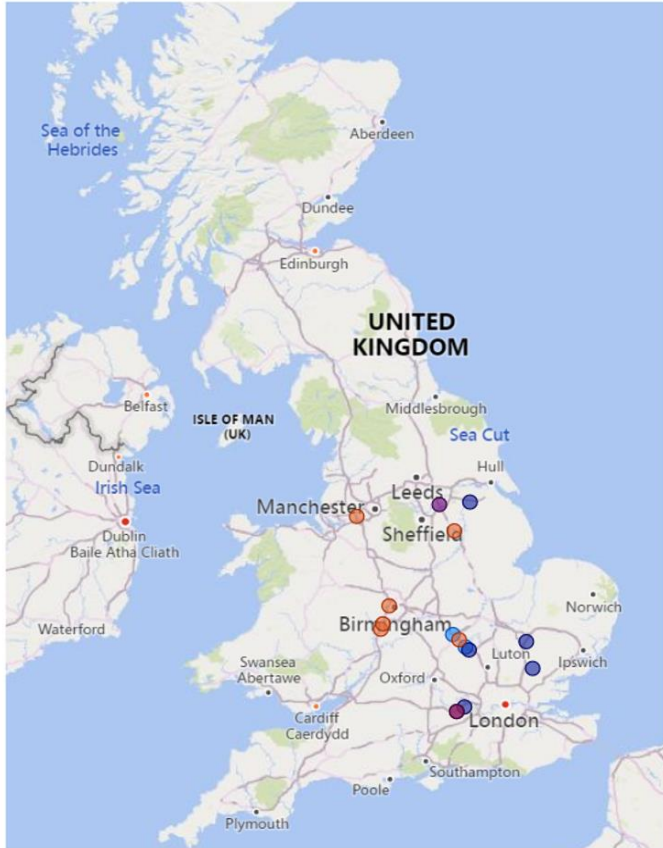 Sea of the
Hebrides
Aberdeen
Dundee
Edinburgh
UNITED
KINGDOM
Belfast
ISLE OF MAN
(UK)
Middlesbrough
Sea Cut
Dundalk
Irish Sea
Leeds
Hull
Manchester
Sheffield
Dublin
Baile Atha Cliath
Birmingham
Norwich
Waterford
Luton
Ipswich
Swansea
Abertawe
Oxford
Cardiff
Caerdydd
London
Southampton
Poole
Plymouth